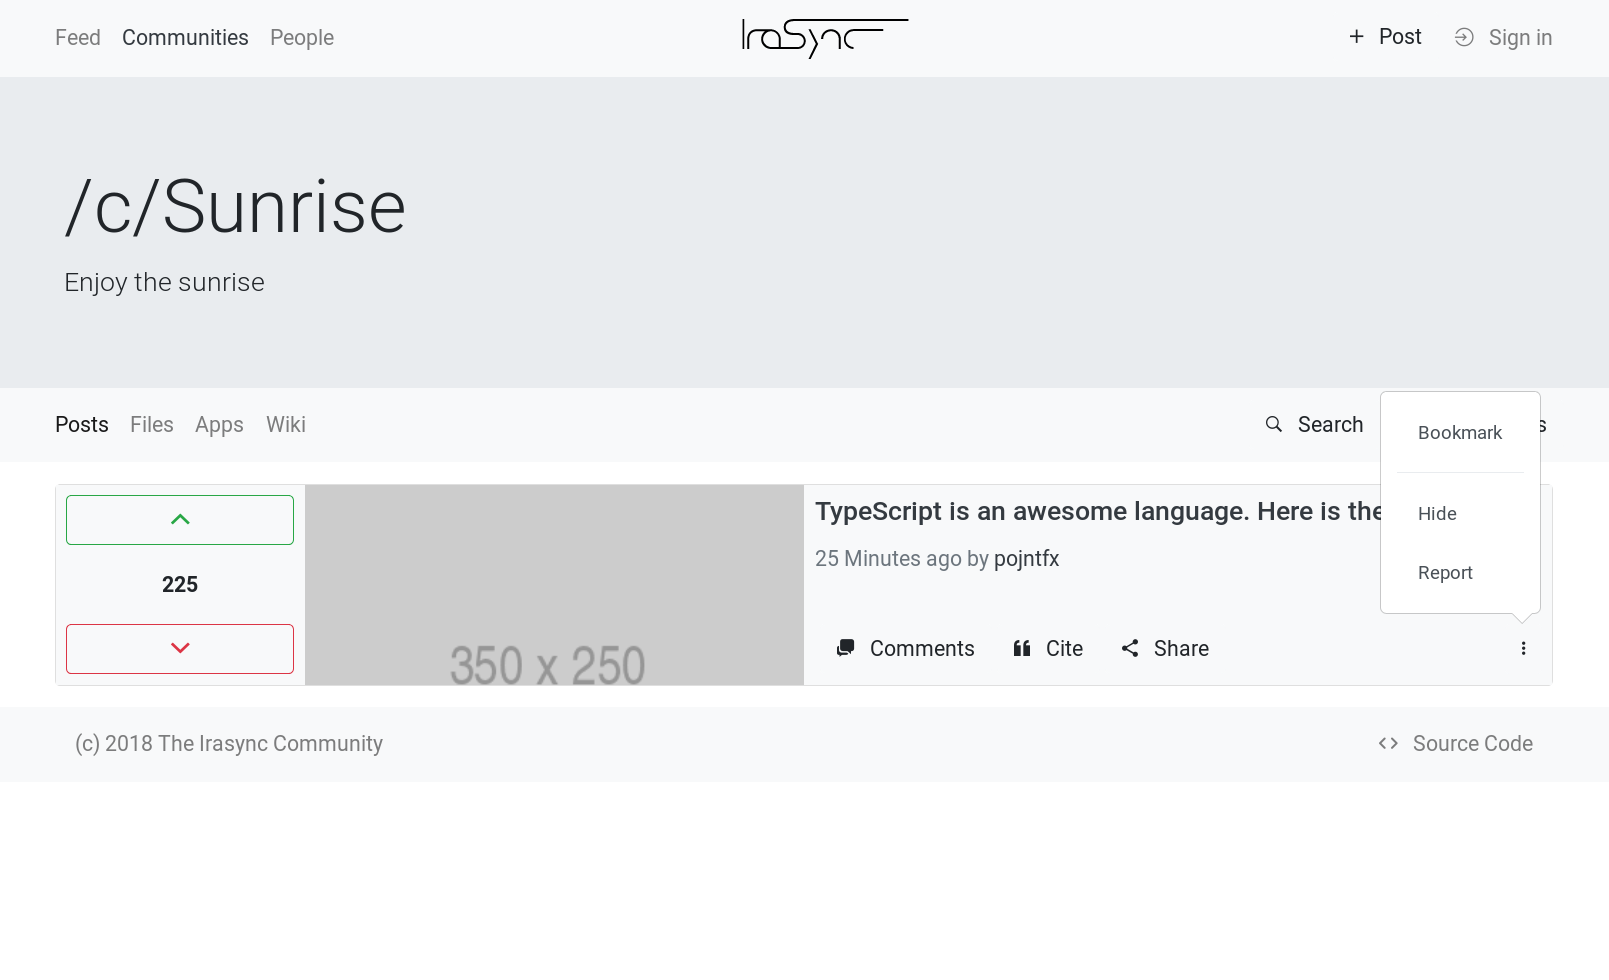 Feed Communities People
IraSync
Post Sign in
/c/Sunrise
Enjoy the sunrise
Posts Files Apps Wiki
Search
Bookmark
Hide
Report
225
350 x 250
TypeScript is an awesome language. Here is the
25 Minutes ago by pojntfx
Comments Cite Share
(c) 2018 The Irasync Community
Source Code